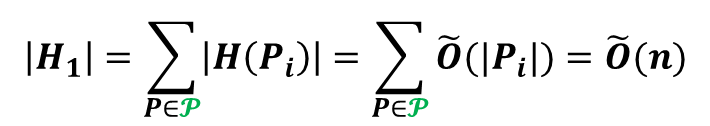 |H₁| = ∑_{P∈𝒫} |H(Pᵢ)| = ∑_{P∈𝒫} Õ(|Pᵢ|) = Õ(n)